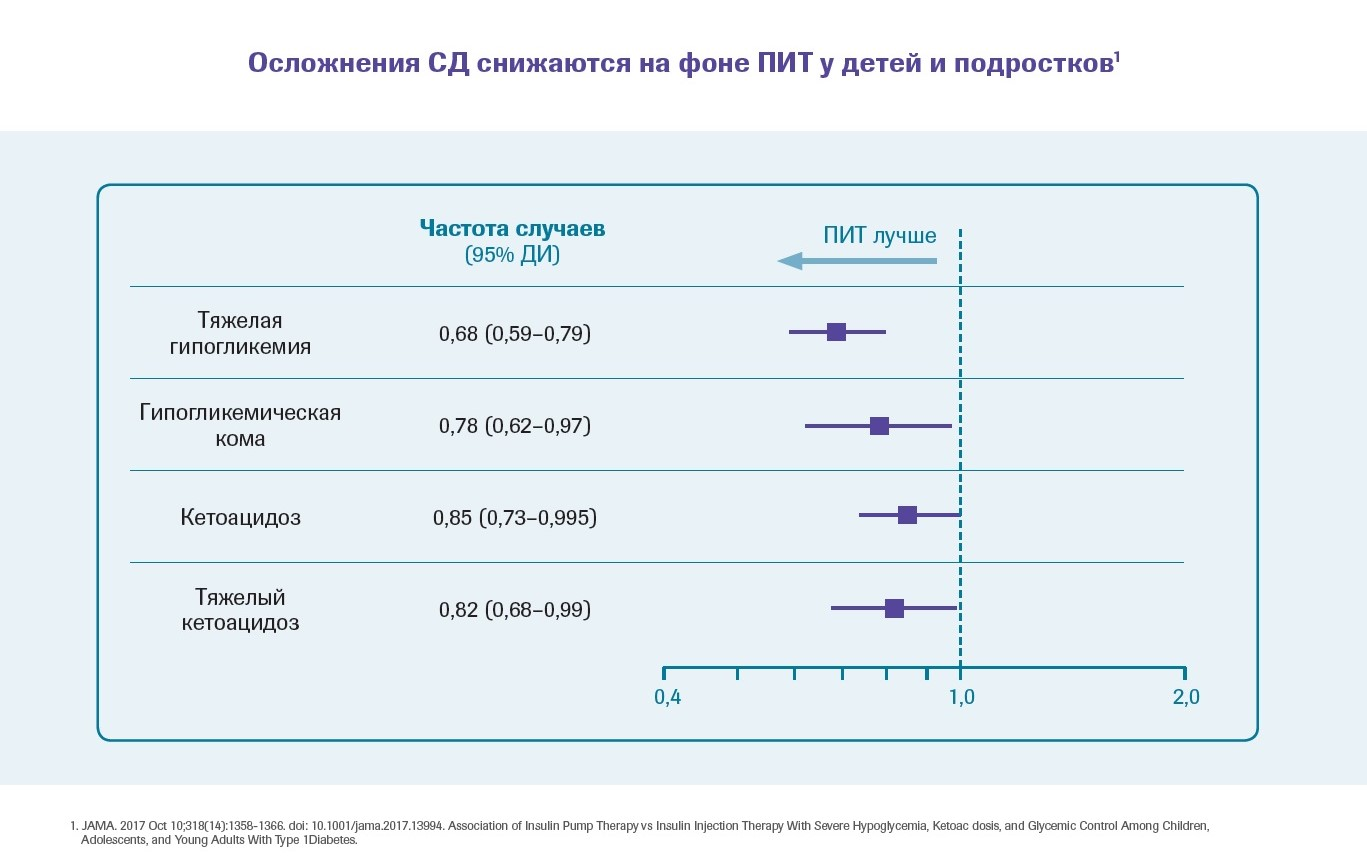 Осложнения СД снижаются на фоне ПИТ у детей и подростков¹
Частота случаев
(95% ДИ)
ПИТ лучше
Тяжелая
гипогликемия
0,68 (0,59–0,79)
Гипогликемическая
кома
0,78 (0,62–0,97)
Кетоацидоз
0,85 (0,73–0,995)
Тяжелый
кетоацидоз
0,82 (0,68–0,99)
0,4
1,0
2,0
1. JAMA. 2017 Oct 10;318(14):1358-1366. doi: 10.1001/jama.2017.13994. Association of Insulin Pump Therapy vs Insulin Injection Therapy With Severe Hypoglycemia, Ketoac dosis, and Glycemic Control Among Children,
Adolescents, and Young Adults With Type 1Diabetes.